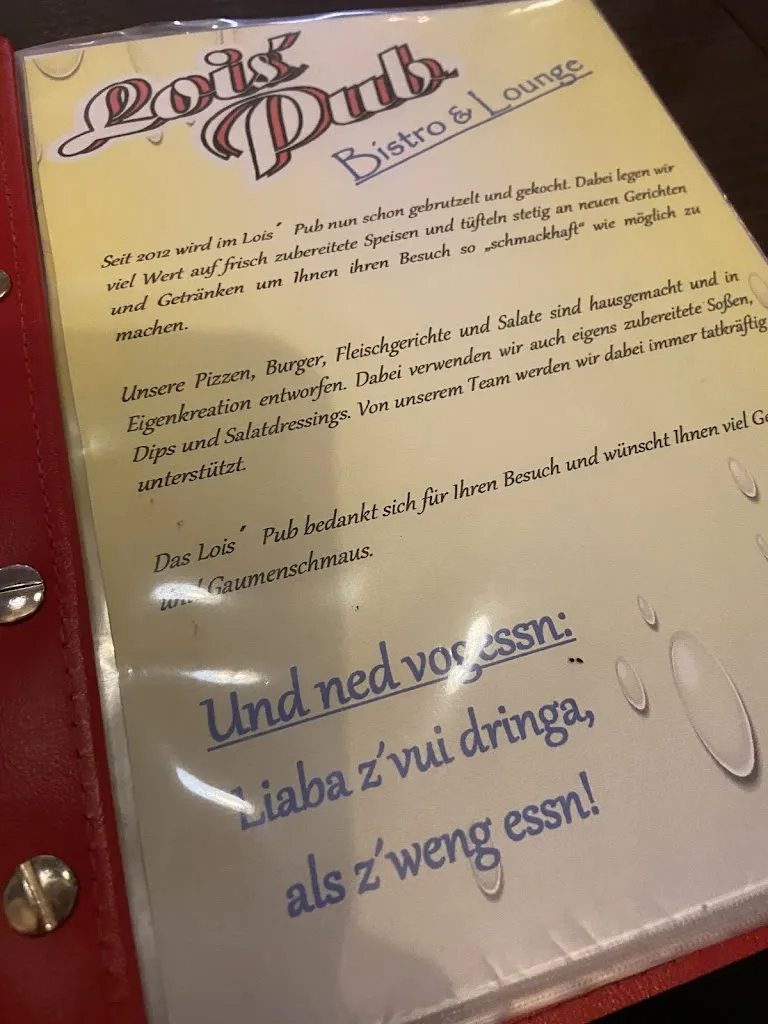 Lois' Pub
Bistro & Lounge
Seit 2012 wird im Lois´ Pub nun schon gebrutzelt und gekocht. Dabei legen wir
viel Wert auf frisch zubereitete Speisen und tüfteln stetig an neuen Gerichten
und Getränken um Ihnen ihren Besuch so „schmackhaft“ wie möglich zu
machen.
Unsere Pizzen, Burger, Fleischgerichte und Salate sind hausgemacht und in
Eigenkreation entworfen. Dabei verwenden wir auch eigens zubereitete Soßen,
Dips und Salatdressings. Von unserem Team werden wir dabei immer tatkräftig
unterstützt.
Das Lois´ Pub bedankt sich für Ihren Besuch und wünscht Ihnen viel
und Gaumenschmaus.
Und ned vogessn:
Liaba z´vui dringa,
als z´weng essn!